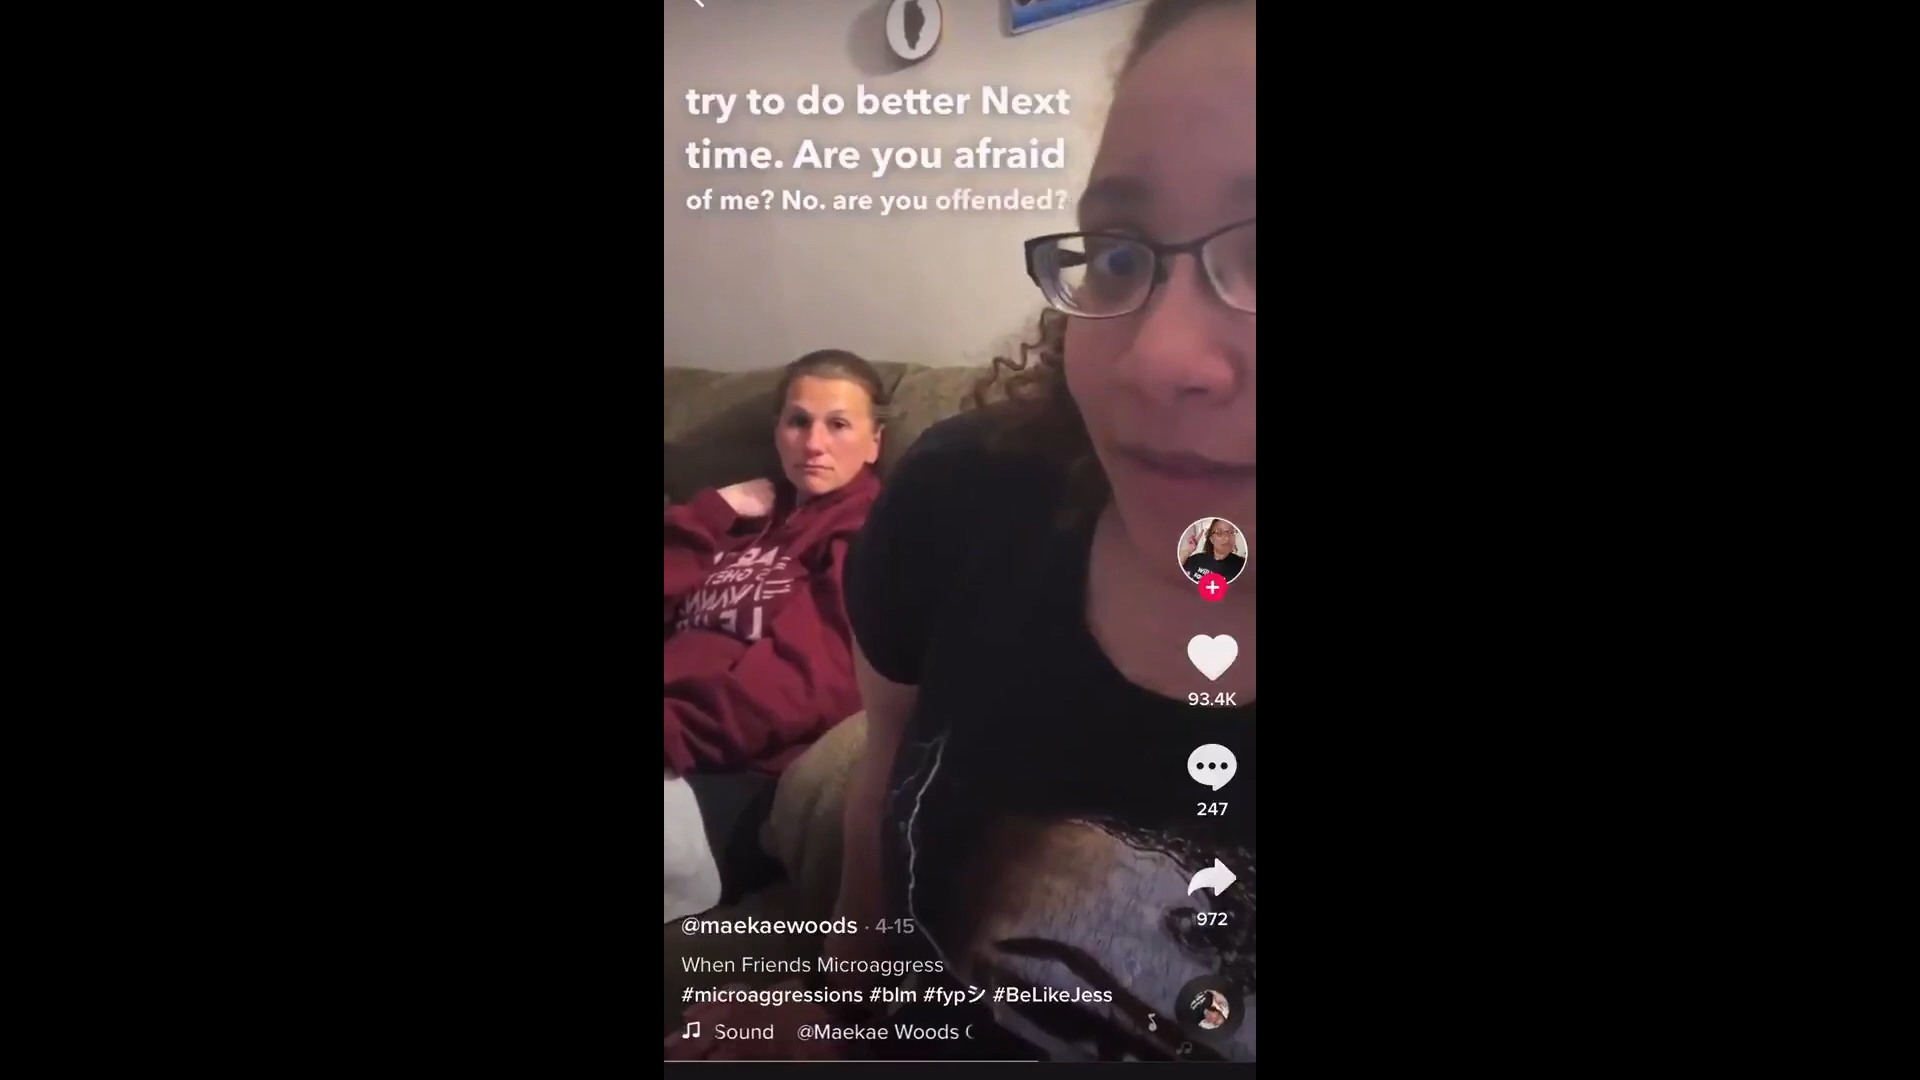 try to do better Next
time. Are you afraid
of me? No. are you offended?
93.4K
247
972
@maekaewoods · 4-15
When Friends Microaggress
#microaggressions #blm #fypシ #BeLikeJess
Sound @Maekae Woods